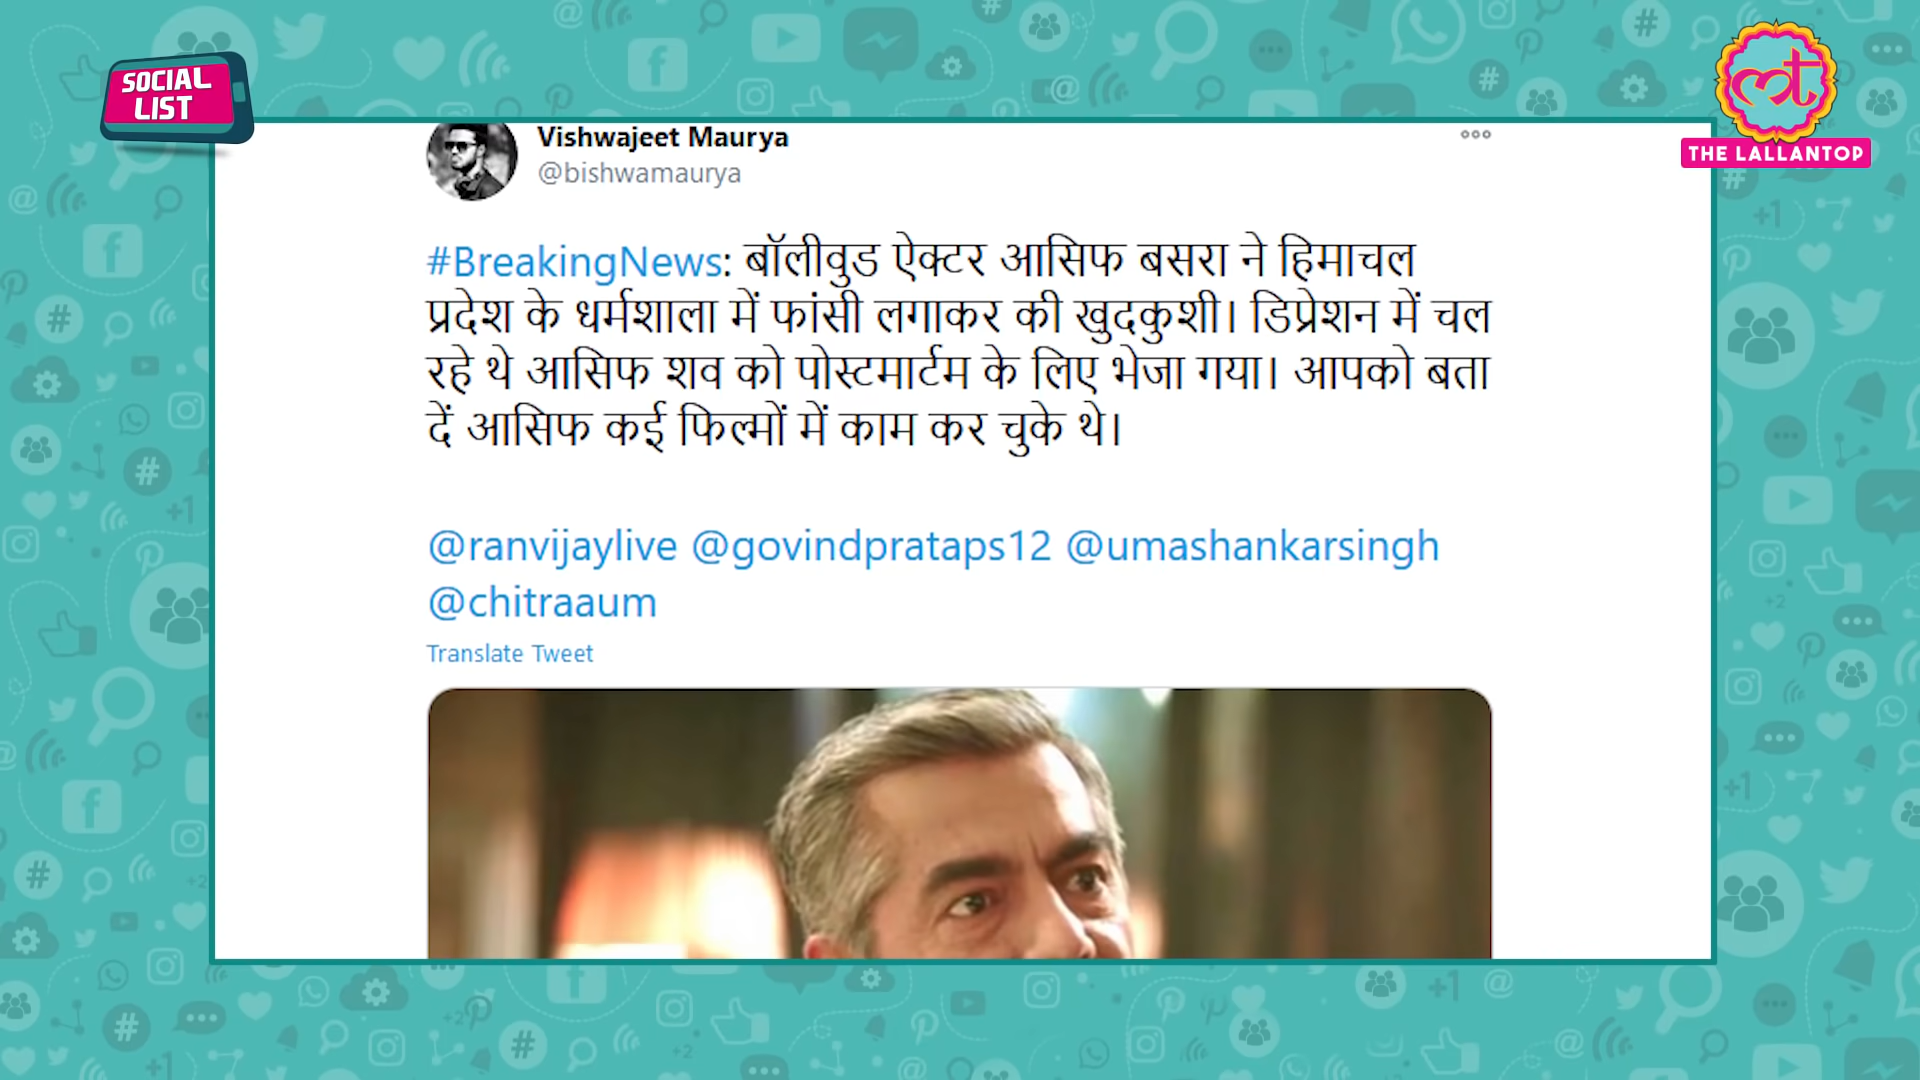 SOCIAL
LIST
THE LALLANTOP
Vishwajeet Maurya
@bishwamaurya
#BreakingNews: बॉलीवुड ऐक्टर आसिफ बसरा ने हिमाचल
प्रदेश के धर्मशाला में फांसी लगाकर की खुदकुशी। डिप्रेशन में चल
रहे थे आसिफ शव को पोस्टमार्टम के लिए भेजा गया। आपको बता
दें आसिफ कई फिल्मों में काम कर चुके थे।
@ranvijaylive @govindprataps12 @umashankarsingh
@chitraaum
Translate Tweet